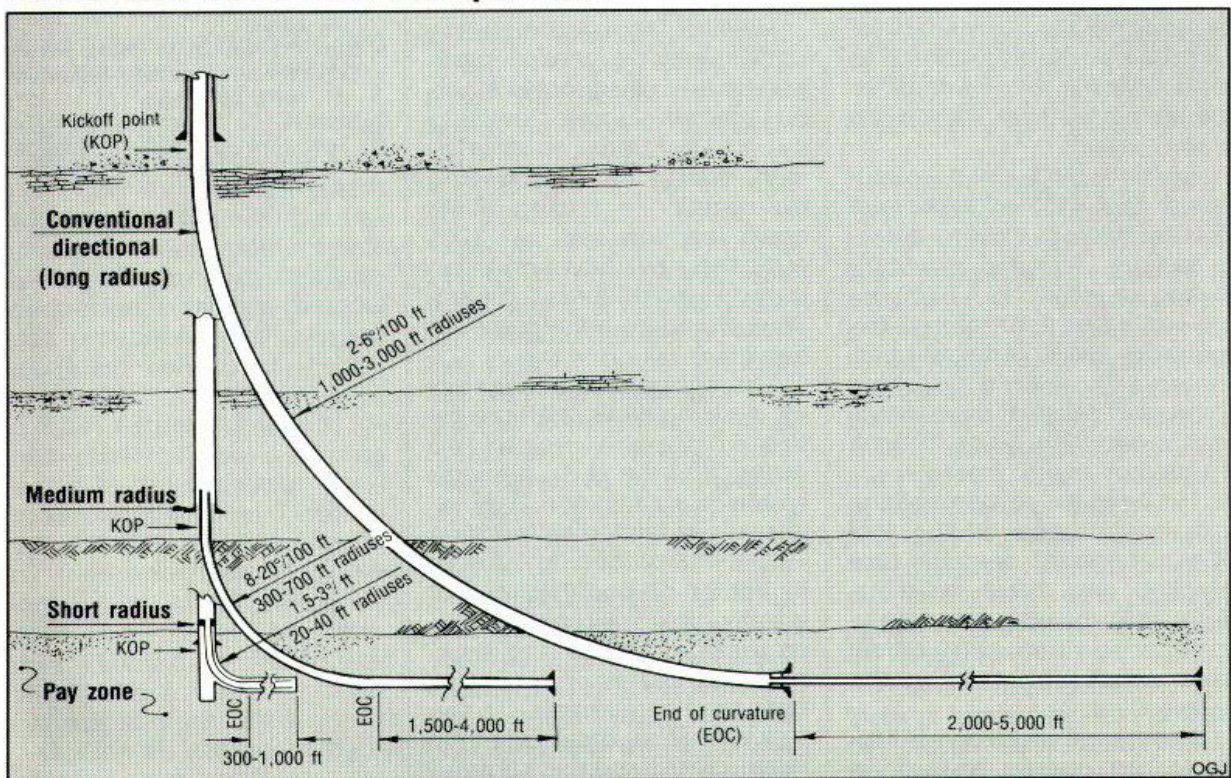 Kickoff point
(KOP)
Conventional
directional
(long radius)
2-6°/100 ft
1,000-3,000 ft radiuses
Medium radius
KOP
8-20°/100 ft
300-700 ft radiuses
1.5-3°/ft
20-40 ft radiuses
Short radius
KOP
Pay zone
EOC
EOC
300-1,000 ft
1,500-4,000 ft
End of curvature
(EOC)
2,000-5,000 ft
OGJ